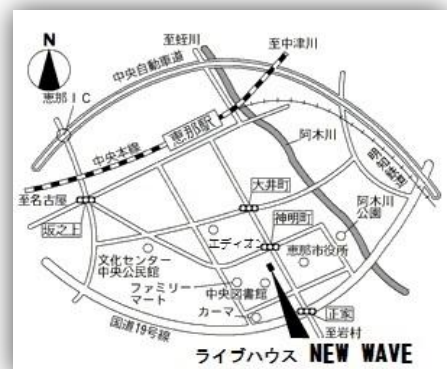 N
至蛭川
至中津川
中央自動車道
恵那IC
恵那駅
阿木川
明知鉄道
中央本線
至名古屋
大井町
阿木川
公園
神明町
坂之上
エディオン
恵那市役所
文化センター
中央公民館
ファミリー
マート
中央図書館
カーマ
正家
国道19号線
至岩村
ライブハウス NEW WAVE